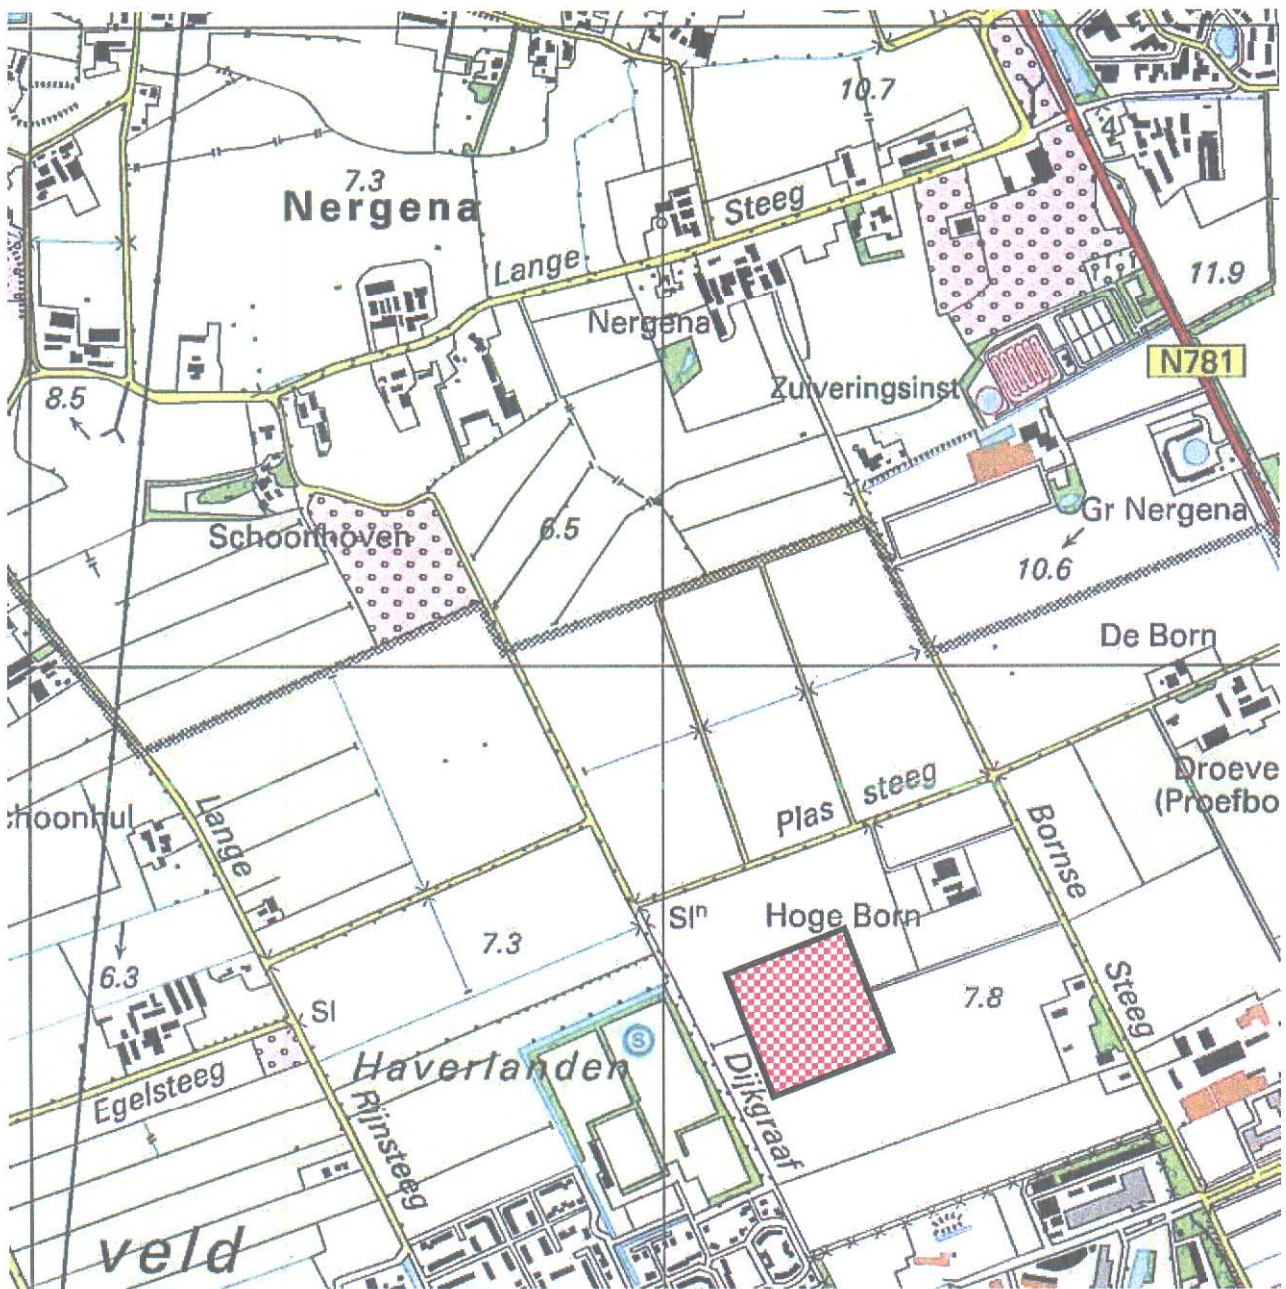 10.7
4
7.3
Nergena
Lange Steeg
11.9
Nergena
N781
8.5
Zuiveringsinst
Gr Nergena
Schoonhoven
6.5
10.6
De Born
Droeve
(Proefbo
Plas steeg
choonhul
Lange
Bornse
Slⁿ
Hoge Born
7.3
6.3
7.8
Steeg
Sl
S
Haverlanden
Dijkgraaf
Egelsteeg
Rijnsteeg
veld